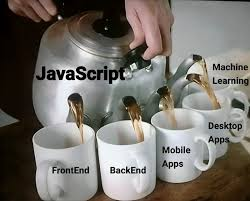 JavaScript
Machine
Learning
Desktop
Apps
Mobile
Apps
BackEnd
FrontEnd